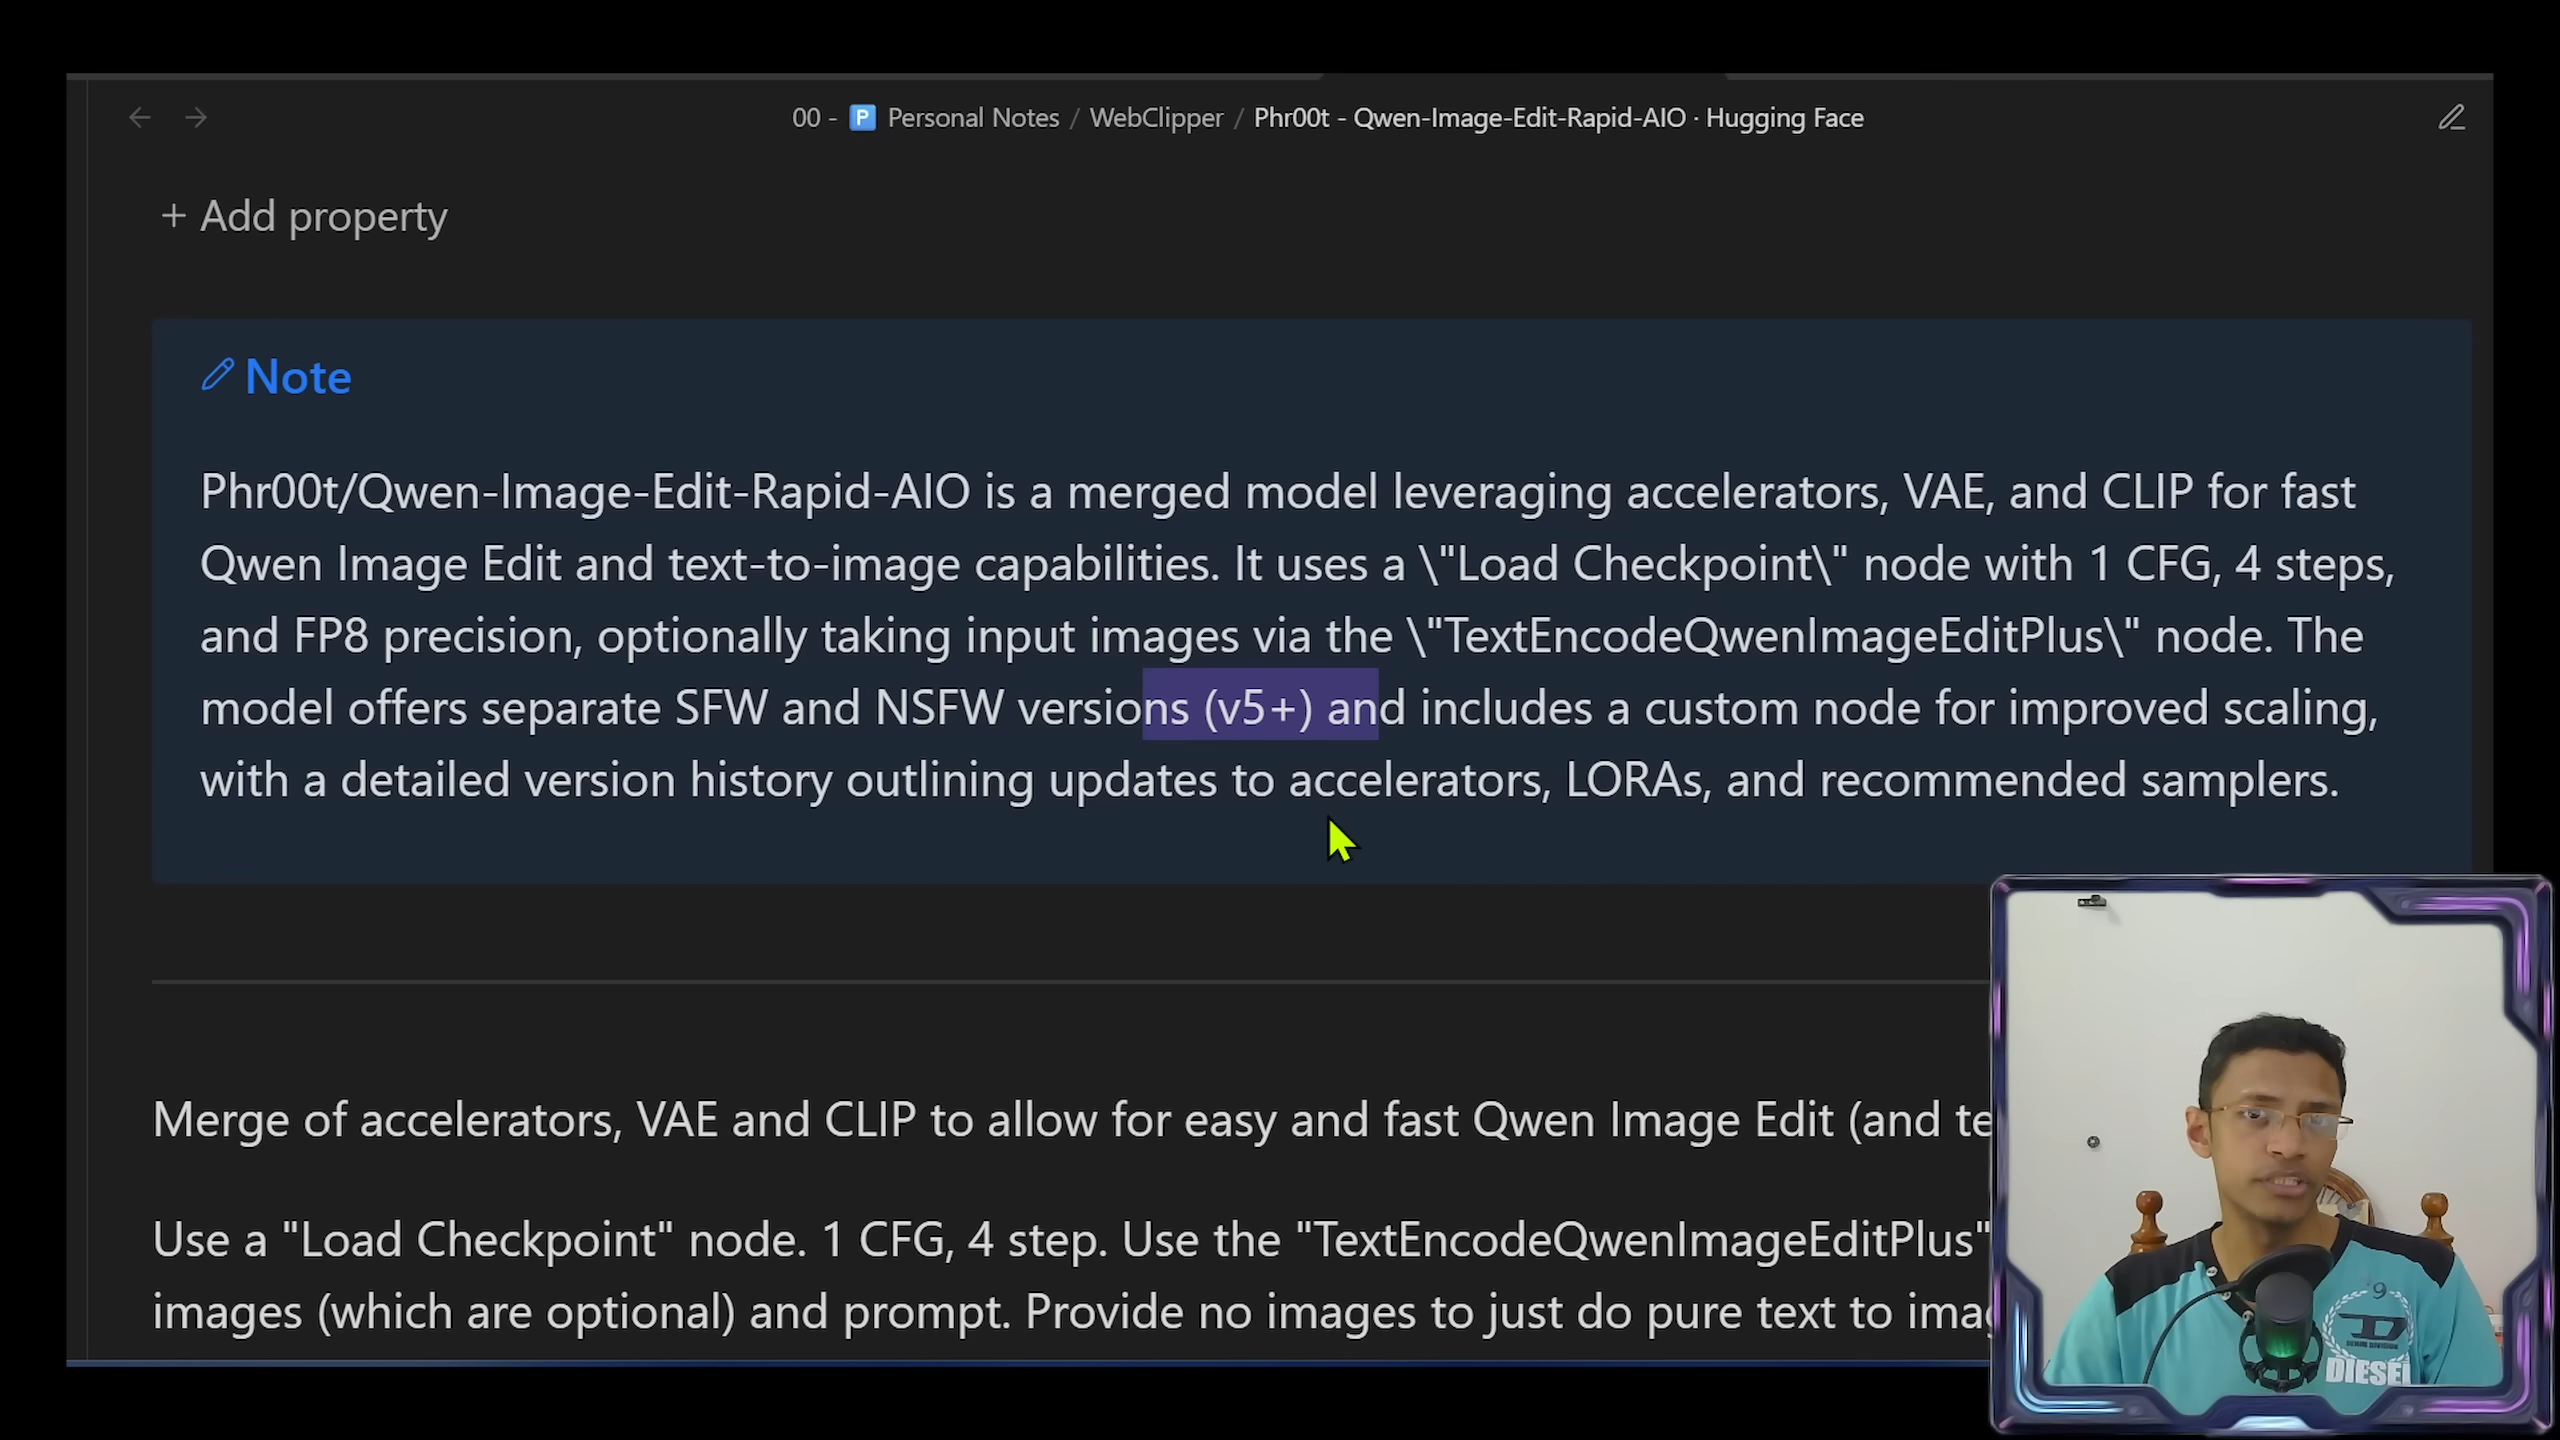 00 - P Personal Notes / WebClipper / Phr00t - Qwen-Image-Edit-Rapid-AIO · Hugging Face
+ Add property
Note
Phr00t/Qwen-Image-Edit-Rapid-AIO is a merged model leveraging accelerators, VAE, and CLIP for fast
Qwen Image Edit and text-to-image capabilities. It uses a \"Load Checkpoint\" node with 1 CFG, 4 steps,
and FP8 precision, optionally taking input images via the \"TextEncodeQwenImageEditPlus\" node. The
model offers separate SFW and NSFW versions (v5+) and includes a custom node for improved scaling,
with a detailed version history outlining updates to accelerators, LORAs, and recommended samplers.
Merge of accelerators, VAE and CLIP to allow for easy and fast Qwen Image Edit (and te
Use a "Load Checkpoint" node. 1 CFG, 4 step. Use the "TextEncodeQwenImageEditPlus"
images (which are optional) and prompt. Provide no images to just do pure text to imag
9
D
DIESEL